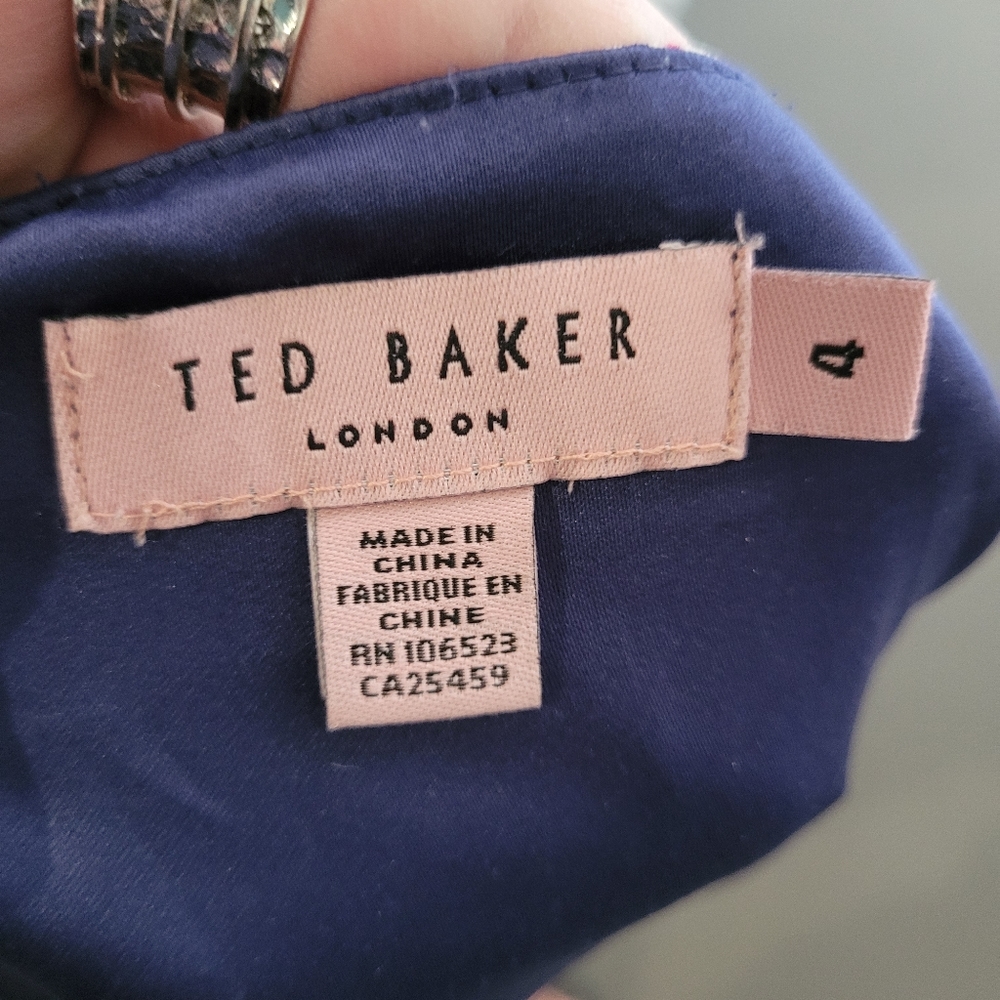 TED BAKER
LONDON
4
MADE IN
CHINA
FABRIQUE EN
CHINE
RN 106523
CA25459